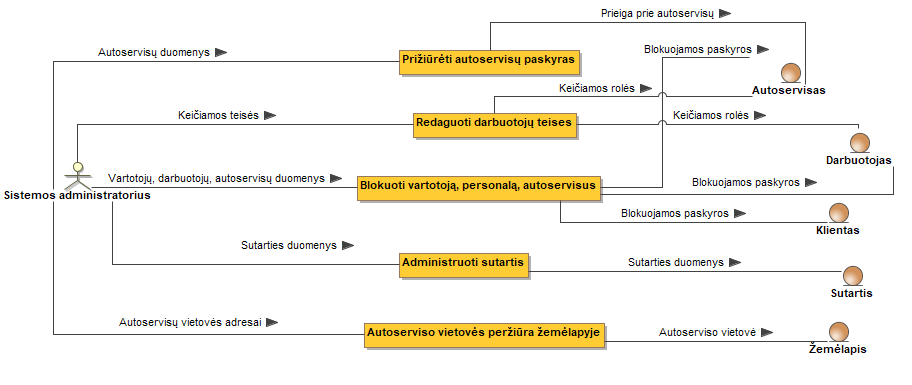 Prieiga prie autoservisų
Autoservisų duomenys
Blokuojamos paskyros
Prižiūrėti autoservisų paskyras
Autoservisas
Keičiamos rolės
Keičiamos teisės
Redaguoti darbuotojų teises
Keičiamos rolės
Darbuotojas
Vartotojų, darbuotojų, autoservisų duomenys
Blokuoti vartotoją, personalą, autoservisus
Blokuojamos paskyros
Sistemos administratorius
Blokuojamos paskyros
Klientas
Sutarties duomenys
Administruoti sutartis
Sutarties duomenys
Sutartis
Autoservisų vietovės adresai
Autoserviso vietovės peržiūra žemėlapyje
Autoserviso vietovė
Žemėlapis